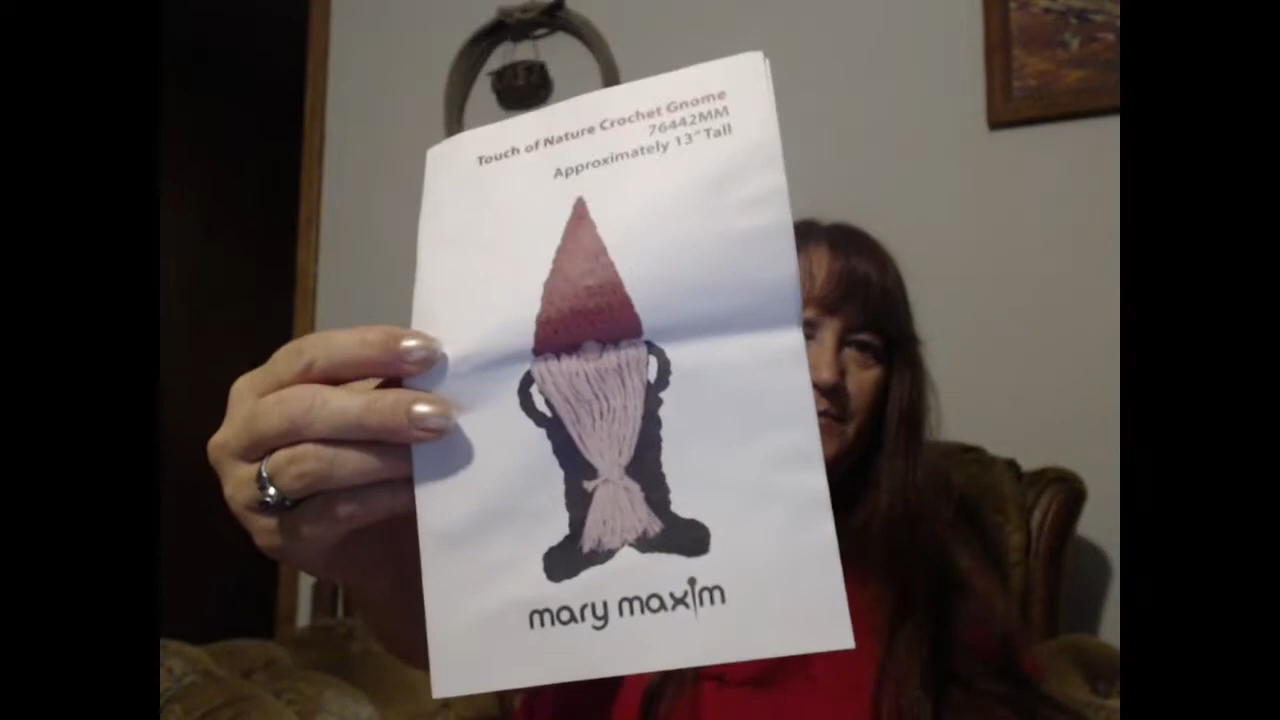 Touch of Nature Crochet Gnome
76442MM
Approximately 13" Tall
mary maxim